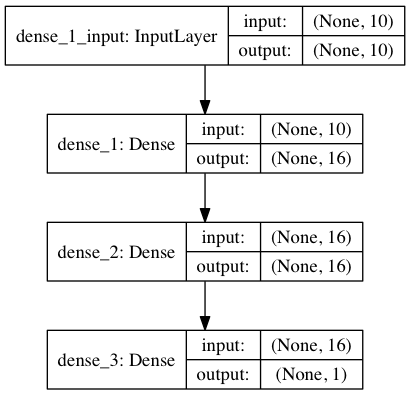 dense_1_input: InputLayer
input: (None, 10)
output: (None, 10)
dense_1: Dense
input: (None, 10)
output: (None, 16)
dense_2: Dense
input: (None, 16)
output: (None, 16)
dense_3: Dense
input: (None, 16)
output: (None, 1)